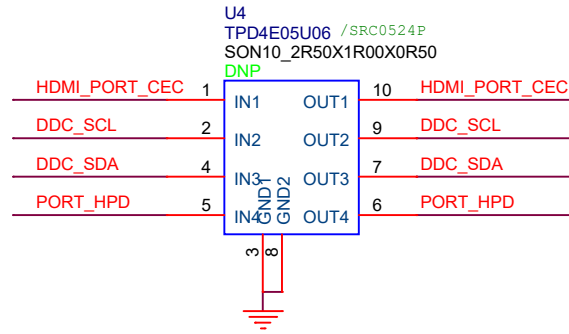 U4
TPD4E05U06 /SRC0524P
SON10_2R50X1R00X0R50
DNP
HDMI_PORT_CEC 1 IN1 OUT1 10 HDMI_PORT_CEC
DDC_SCL 2 IN2 OUT2 9 DDC_SCL
DDC_SDA 4 IN3 OUT3 7 DDC_SDA
PORT_HPD 5 IN4 OUT4 6 PORT_HPD
GND1 GND2
3 8